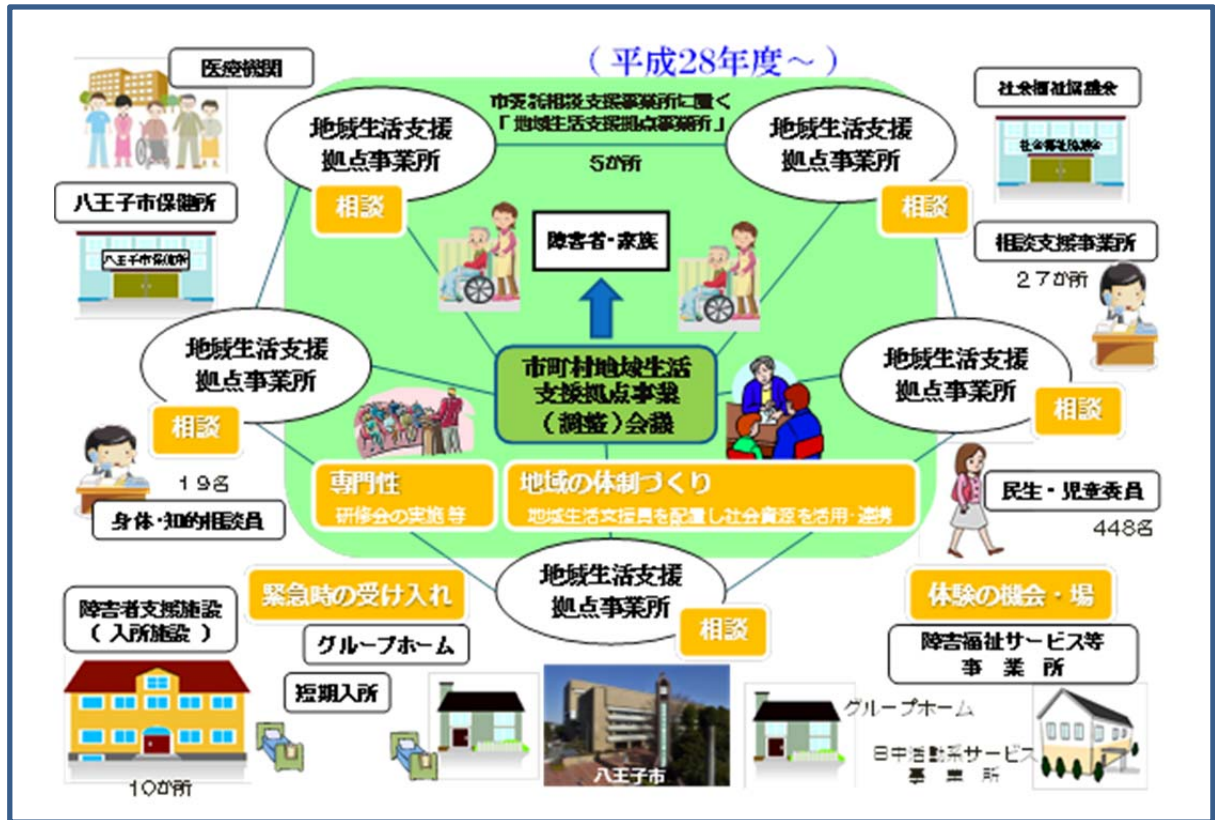 (平成28年度～)
医療機関
市委託相談支援事業所に置く
「地域生活支援拠点事業所」
5か所
地域生活支援
拠点事業所
相談
地域生活支援
拠点事業所
相談
社会福祉協議会
社会福祉協議会
八王子市保健所
八王子市保健所
障害者・家族
相談支援事業所
27か所
地域生活支援
拠点事業所
相談
市町村地域生活
支援拠点事業
(調整)会議
地域生活支援
拠点事業所
相談
19名
身体・知的相談員
専門性
研修会の実施 等
地域の体制づくり
地域生活支援員を配置し社会資源を活用・連携
民生・児童委員
448名
地域生活支援
拠点事業所
相談
緊急時の受け入れ
体験の機会・場
障害者支援施設
(入所施設)
10か所
グループホーム
短期入所
八王子市
障害福祉サービス等
事業所
グループホーム
日中活動系サービス
事業所